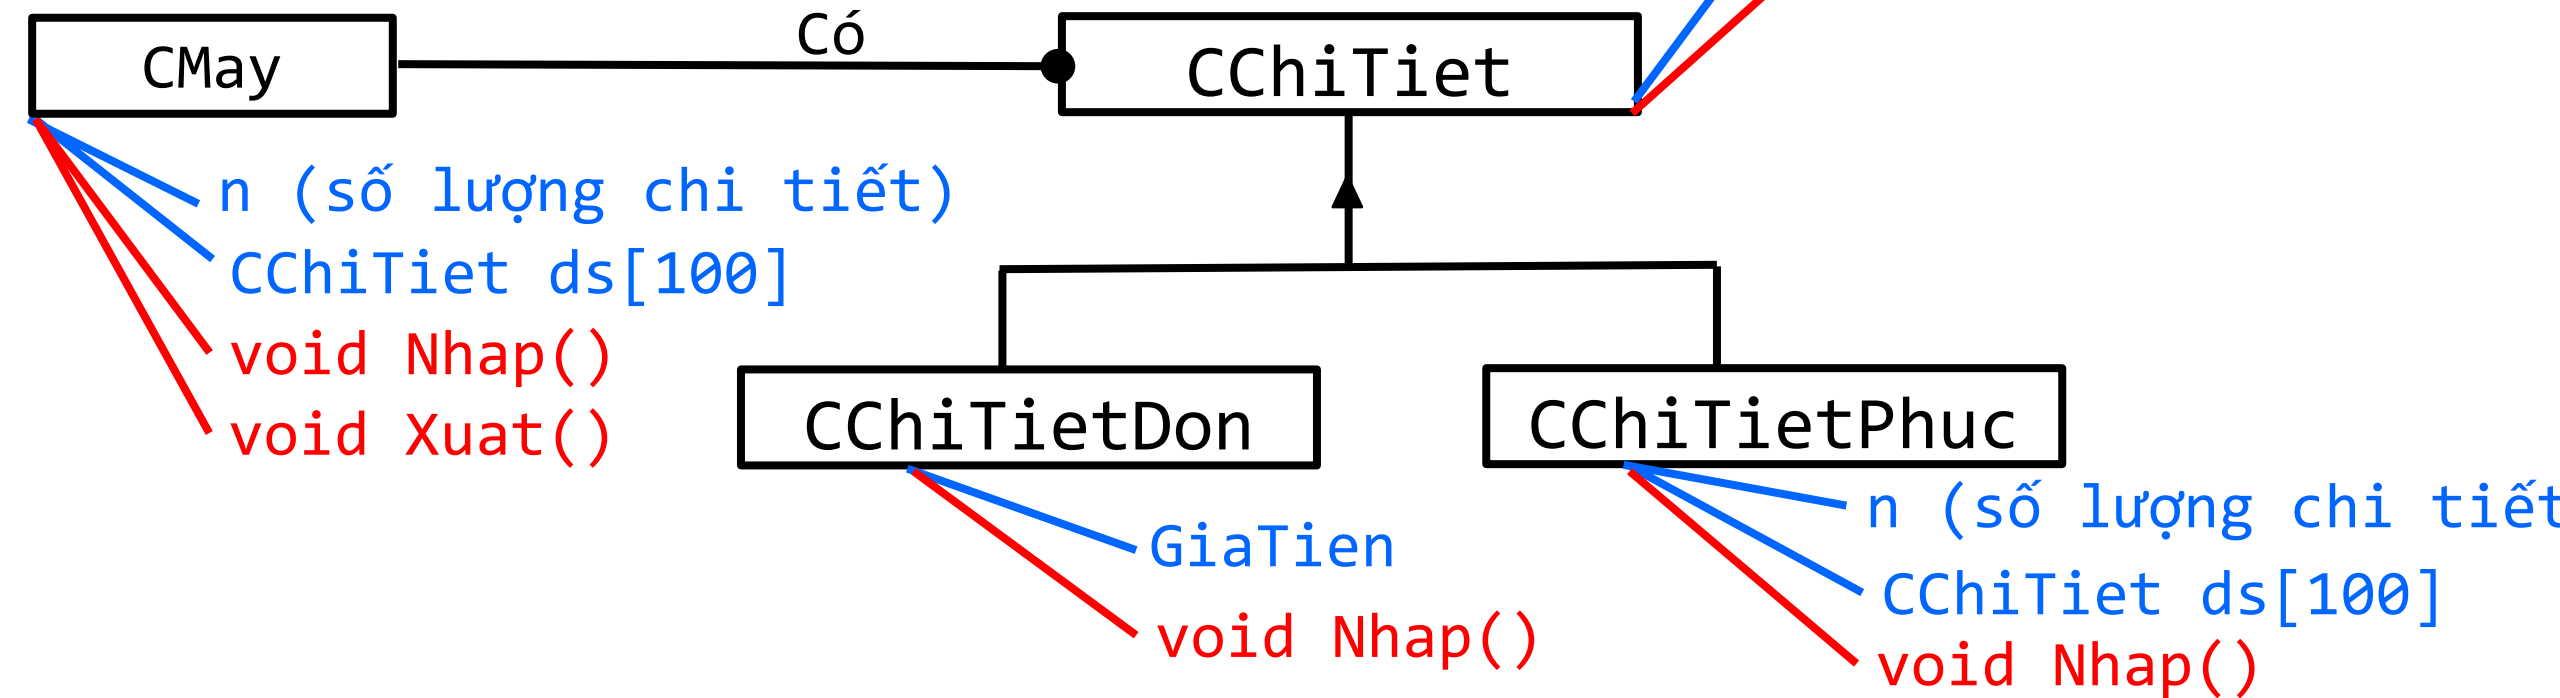 Có
CMay
CChiTiet
n (số lượng chi tiết)
CChiTiet ds[100]
void Nhap()
void Xuat()
CChiTietDon
CChiTietPhuc
GiaTien
void Nhap()
n (số lượng chi tiết
CChiTiet ds[100]
void Nhap()